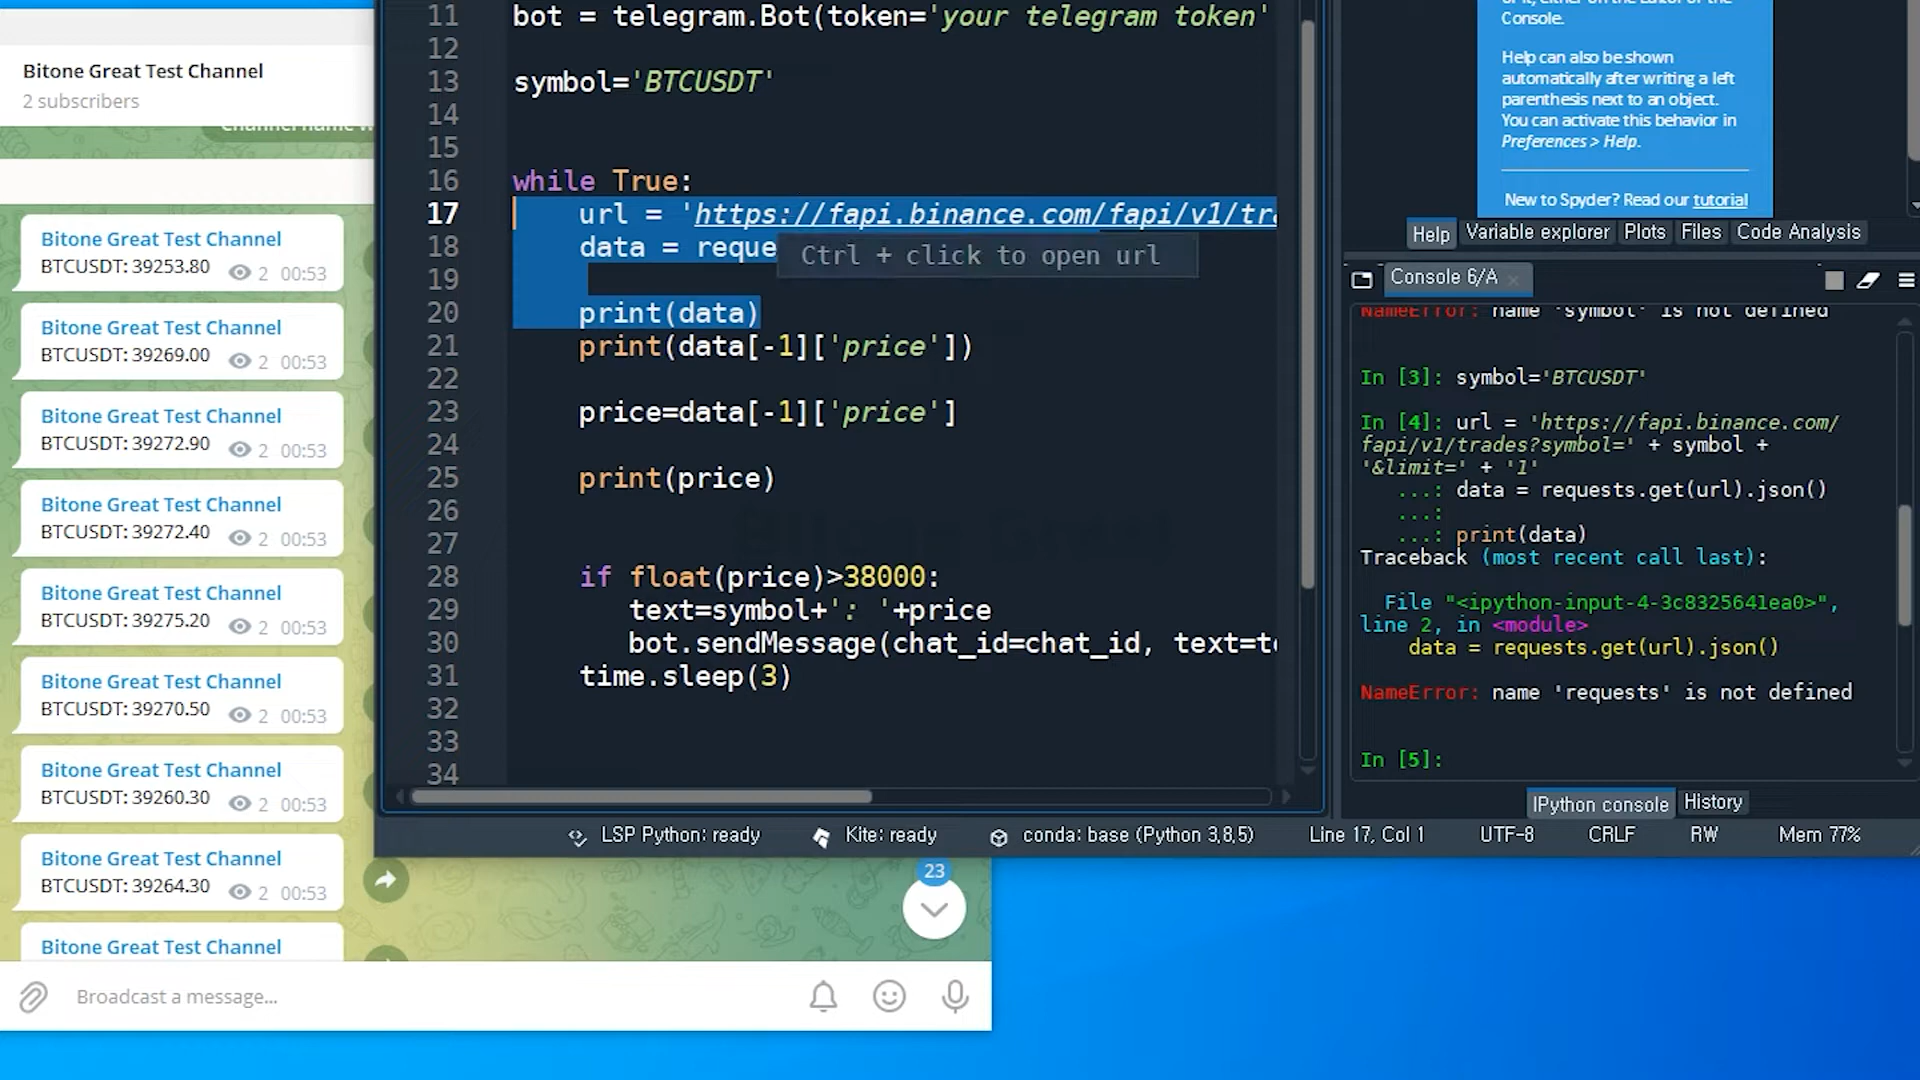 Bitone Great Test Channel
2 subscribers
Channel name w
Bitone Great Test Channel
BTCUSDT: 39253.80 2 00:53
Bitone Great Test Channel
BTCUSDT: 39269.00 2 00:53
Bitone Great Test Channel
BTCUSDT: 39272.90 2 00:53
Bitone Great Test Channel
BTCUSDT: 39272.40 2 00:53
Bitone Great Test Channel
BTCUSDT: 39275.20 2 00:53
Bitone Great Test Channel
BTCUSDT: 39270.50 2 00:53
Bitone Great Test Channel
BTCUSDT: 39260.30 2 00:53
Bitone Great Test Channel
BTCUSDT: 39264.30 2 00:53
Bitone Great Test Channel
23
Broadcast a message...
11 bot = telegram.Bot(token='your telegram token'
12
13 symbol='BTCUSDT'
14
15
16 while True:
17 url = 'https://fapi.binance.com/fapi/v1/tra
18 data = reque
Ctrl + click to open url
19
20 print(data)
21 print(data[-1]['price'])
22
23 price=data[-1]['price']
24
25 print(price)
26
27
28 if float(price)>38000:
29 text=symbol+': '+price
30 bot.sendMessage(chat_id=chat_id, text=te
31 time.sleep(3)
32
33
34
Console.
Help can also be shown
automatically after writing a left
parenthesis next to an object.
You can activate this behavior in
Preferences > Help.
New to Spyder? Read our tutorial
Help Variable explorer Plots Files Code Analysis
Console 6/A
NameError: name 'symbol' is not defined
In [3]: symbol='BTCUSDT'
In [4]: url = 'https://fapi.binance.com/
fapi/v1/trades?symbol=' + symbol +
'&limit=' + '1'
...: data = requests.get(url).json()
...:
...: print(data)
Traceback (most recent call last):
File "<ipython-input-4-3c8325641ea0>",
line 2, in <module>
data = requests.get(url).json()
NameError: name 'requests' is not defined
In [5]:
IPython console History
LSP Python: ready Kite: ready conda: base (Python 3.8.5) Line 17, Col 1 UTF-8 CRLF RW Mem 77%